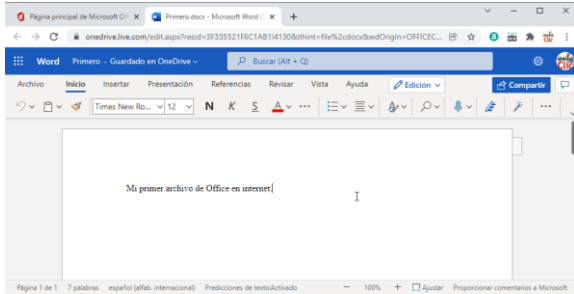 Página principal de Microsoft Of
Primero.docx - Microsoft Word O
onedrive.live.com/edit.aspx?resid=3F335521F6C1AB1!4130&ithint=file%2cdocx&wdOrigin=OFFICEC...
Word Primero - Guardado en OneDrive Buscar (Alt + Q)
Archivo Inicio Insertar Presentación Referencias Revisar Vista Ayuda Edición Compartir
Times New Ro... 12 N K S A
Mi primer archivo de Office en internet
Página 1 de 1 7 palabras español (alfab. internacional) Predicciones de texto:Activado 100% Ajustar Proporcionar comentarios a Microsoft